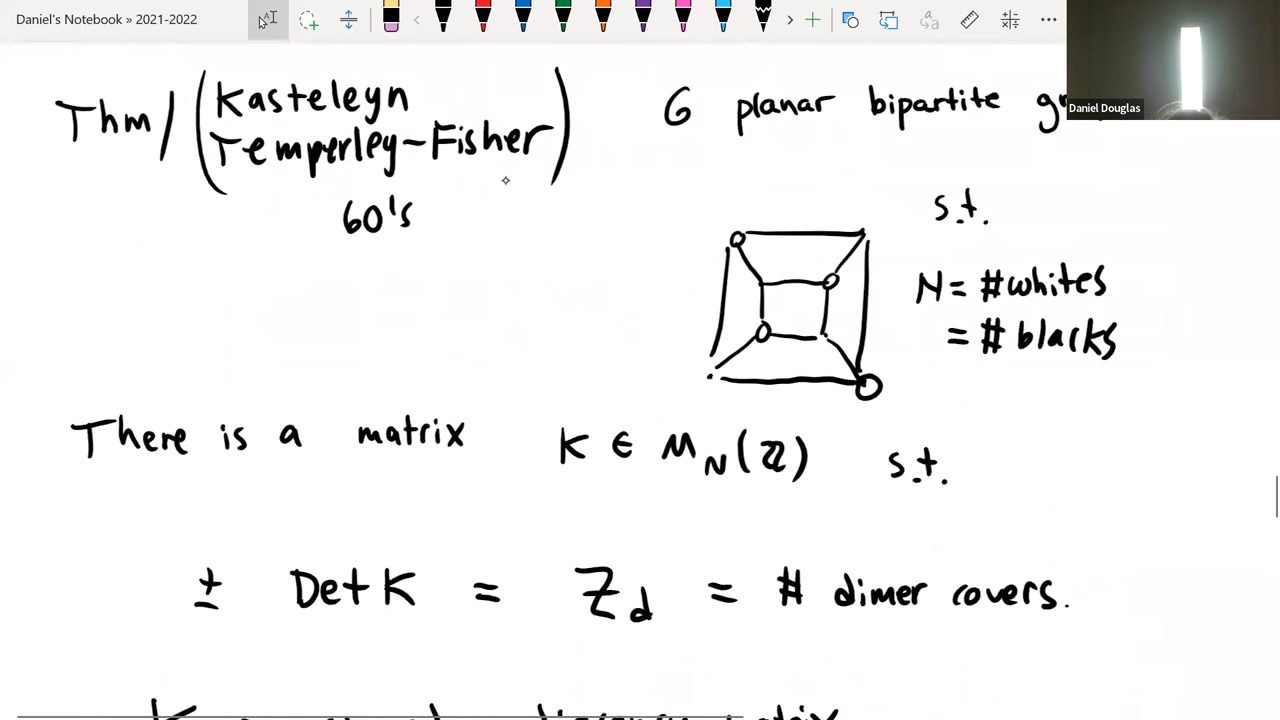 Daniel's Notebook » 2021-2022
Daniel Douglas
Thm/ (Kasteleyn
Temperley-Fisher)
60's
G planar bipartite
s.t.
N = #whites
= # blacks
There is a matrix K ∈ M_N(ℤ) s.t.
± Det K = Z_d = # dimer covers.